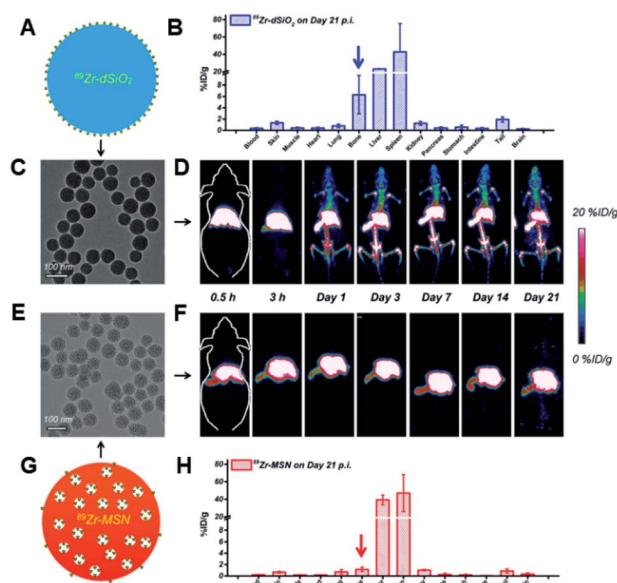 A
B
⁸⁹Zr-dSiO₂
⁸⁹Zr-dSiO₂ on Day 21 p.i.
%ID/g
80
60
40
20
8
6
4
2
0
Blood
Skin
Muscle
Heart
Lung
Bone
Liver
Spleen
Kidney
Pancreas
Stomach
Intestine
Tail
Brain
C
100 nm
D
20 %ID/g
0 %ID/g
0.5 h 3 h Day 1 Day 3 Day 7 Day 14 Day 21
E
100 nm
F
G
⁸⁹Zr-MSN
H
⁸⁹Zr-MSN on Day 21 p.i.
%ID/g
80
60
40
20
8
6
4
2
0